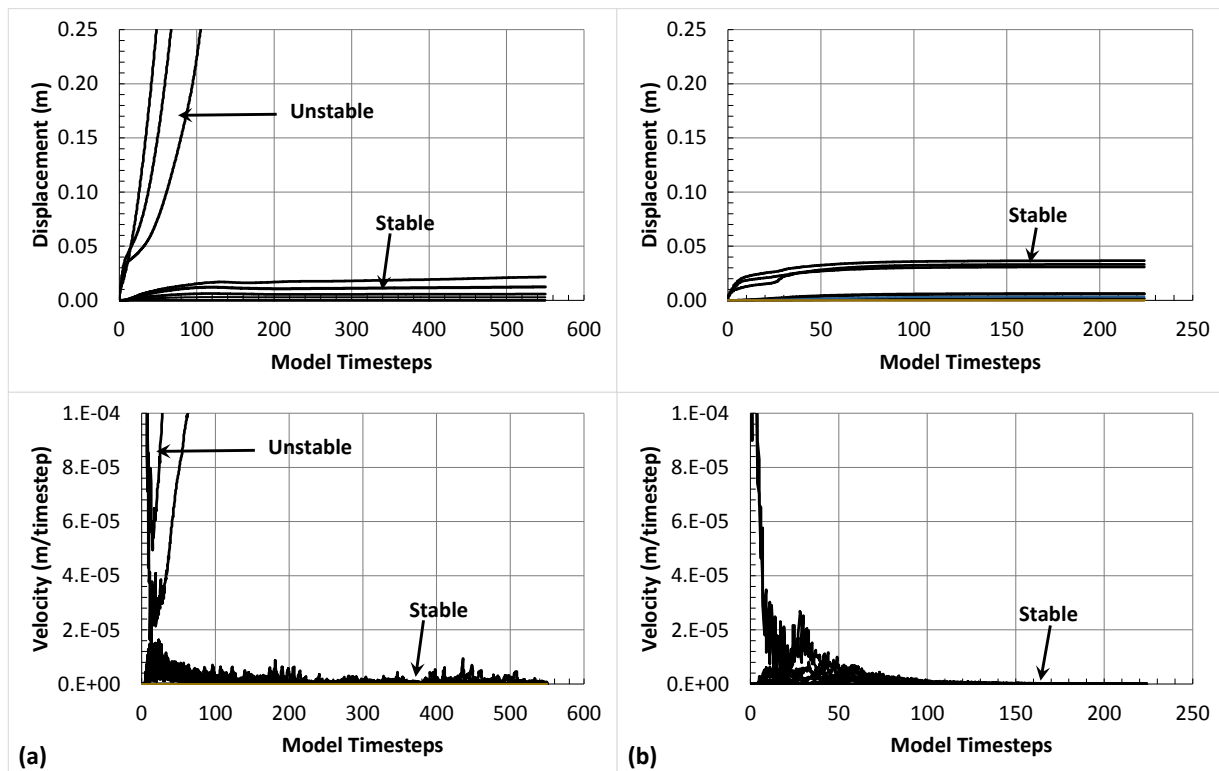 Displacement (m)
0.25
0.20
0.15
0.10
0.05
0.00
Unstable
Stable
0 100 200 300 400 500 600
Model Timesteps
Displacement (m)
0.25
0.20
0.15
0.10
0.05
0.00
Stable
0 50 100 150 200 250
Model Timesteps
Velocity (m/timestep)
1.E-04
8.E-05
6.E-05
4.E-05
2.E-05
0.E+00
Unstable
Stable
0 100 200 300 400 500 600
Model Timesteps
(a)
Velocity (m/timestep)
1.E-04
8.E-05
6.E-05
4.E-05
2.E-05
0.E+00
Stable
0 50 100 150 200 250
Model Timesteps
(b)